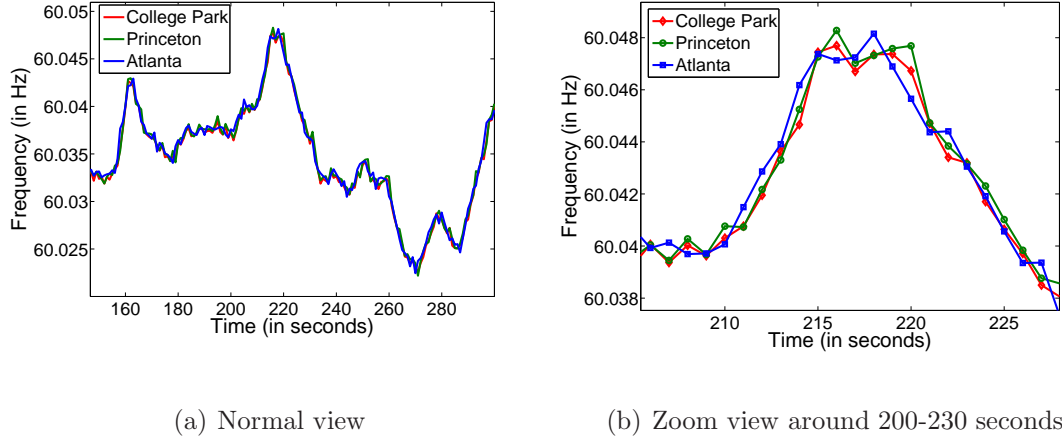 60.05
60.045
60.04
60.035
60.03
60.025
160 180 200 220 240 260 280
Time (in seconds)
Frequency (in Hz)
College Park
Princeton
Atlanta
60.048
60.046
60.044
60.042
60.04
60.038
210 215 220 225
Time (in seconds)
Frequency (in Hz)
College Park
Princeton
Atlanta
(a) Normal view
(b) Zoom view around 200-230 seconds